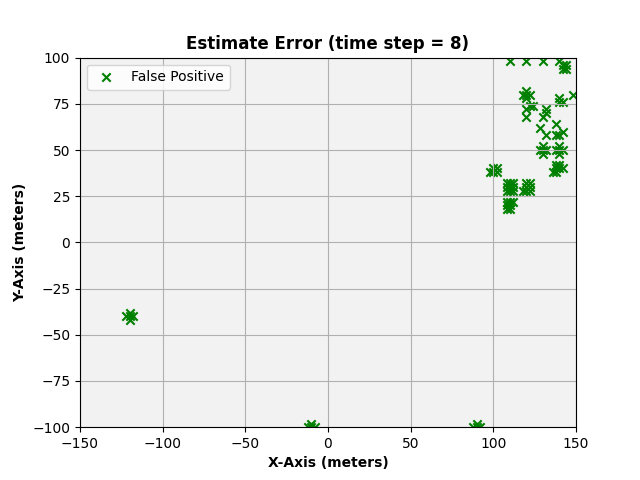 Estimate Error (time step = 8)
False Positive
100
75
50
25
0
−25
−50
−75
−100
−150 −100 −50 0 50 100 150
Y-Axis (meters)
X-Axis (meters)